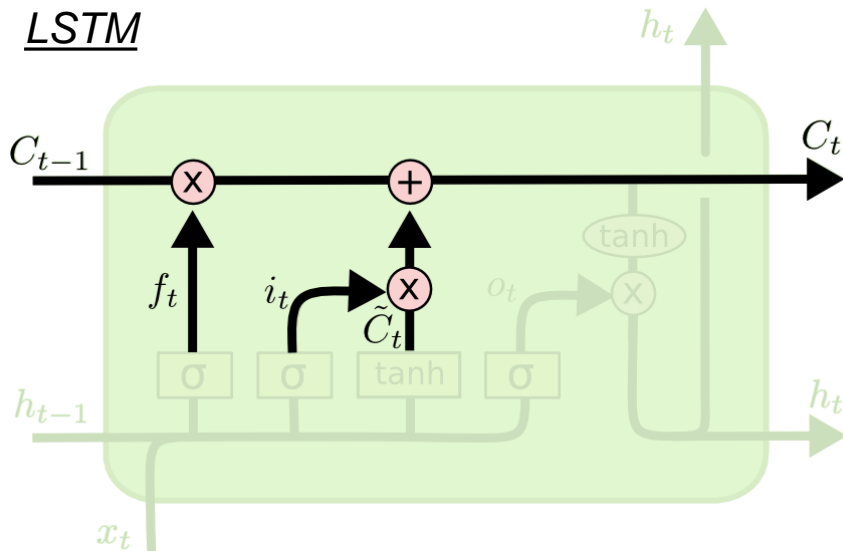 LSTM
h_t
C_{t-1}
C_t
x
+
tanh
f_t
i_t
x
o_t
x
C̃_t
σ
σ
tanh
σ
h_{t-1}
h_t
x_t